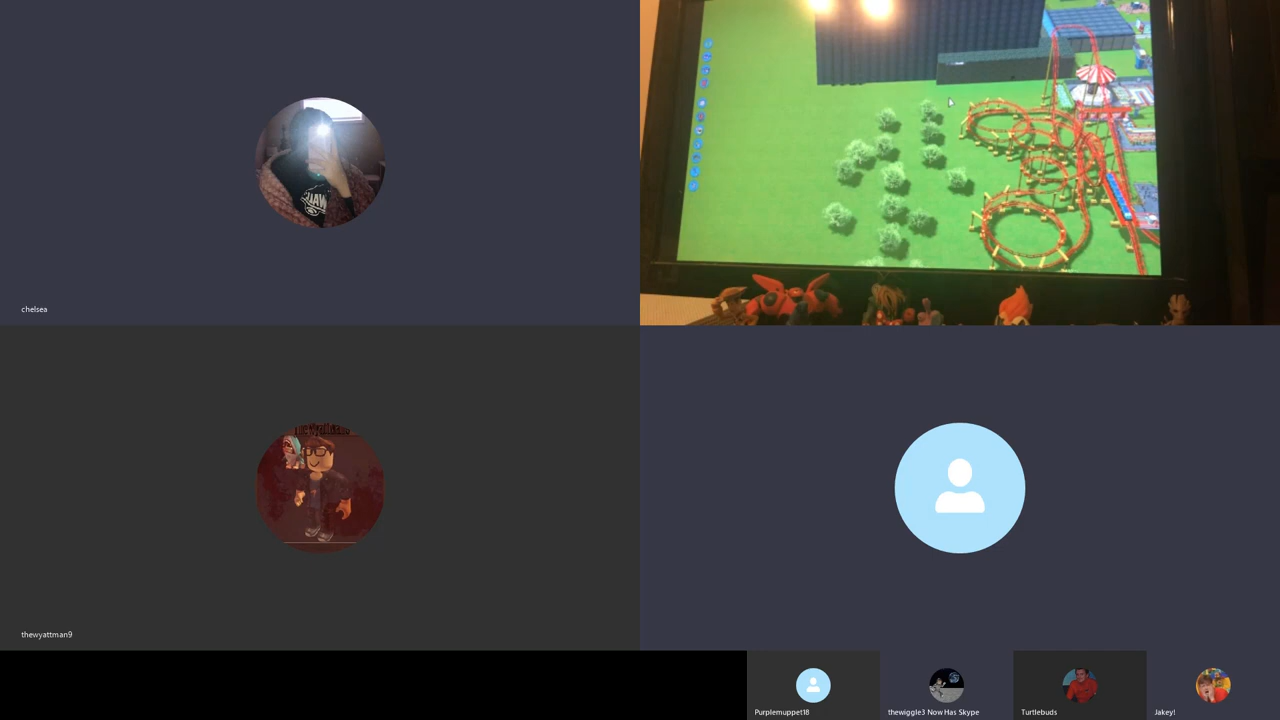 chelsea
thewyattman9
Purplemuppet18
thewiggle3 Now Has Skype
Turtlebuds
Jakey!